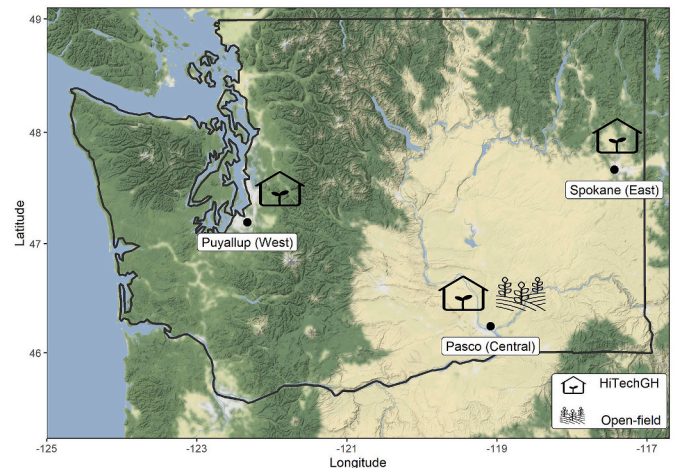 49
48
47
46
Latitude
Spokane (East)
Puyallup (West)
Pasco (Central)
HiTechGH
Open-field
-125
-123
-121
-119
-117
Longitude